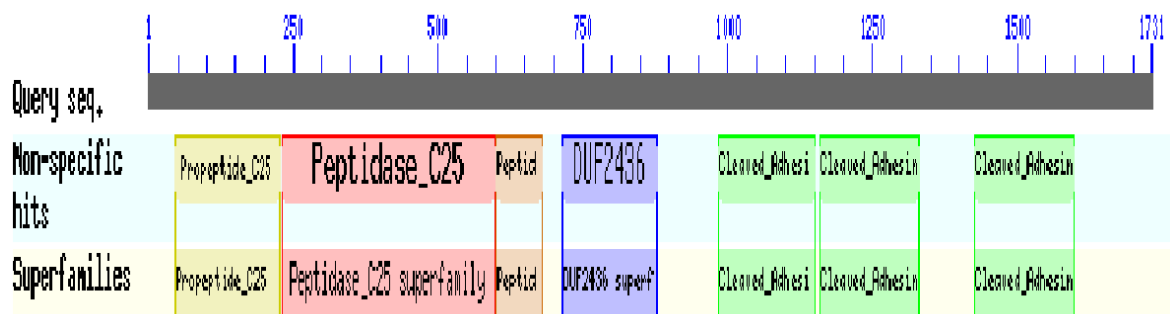 1 250 500 750 1000 1250 1500 1731
Query seq.
Non-specific hits
Propeptide_C25 Peptidase_C25 Peptid DUF2436 Cleaved_Adhesi Cleaved_Adhesin Cleaved_Adhesin
Superfamilies
Propeptide_C25 Peptidase_C25 superfamily Peptid DUF2436 superf Cleaved_Adhesi Cleaved_Adhesin Cleaved_Adhesin